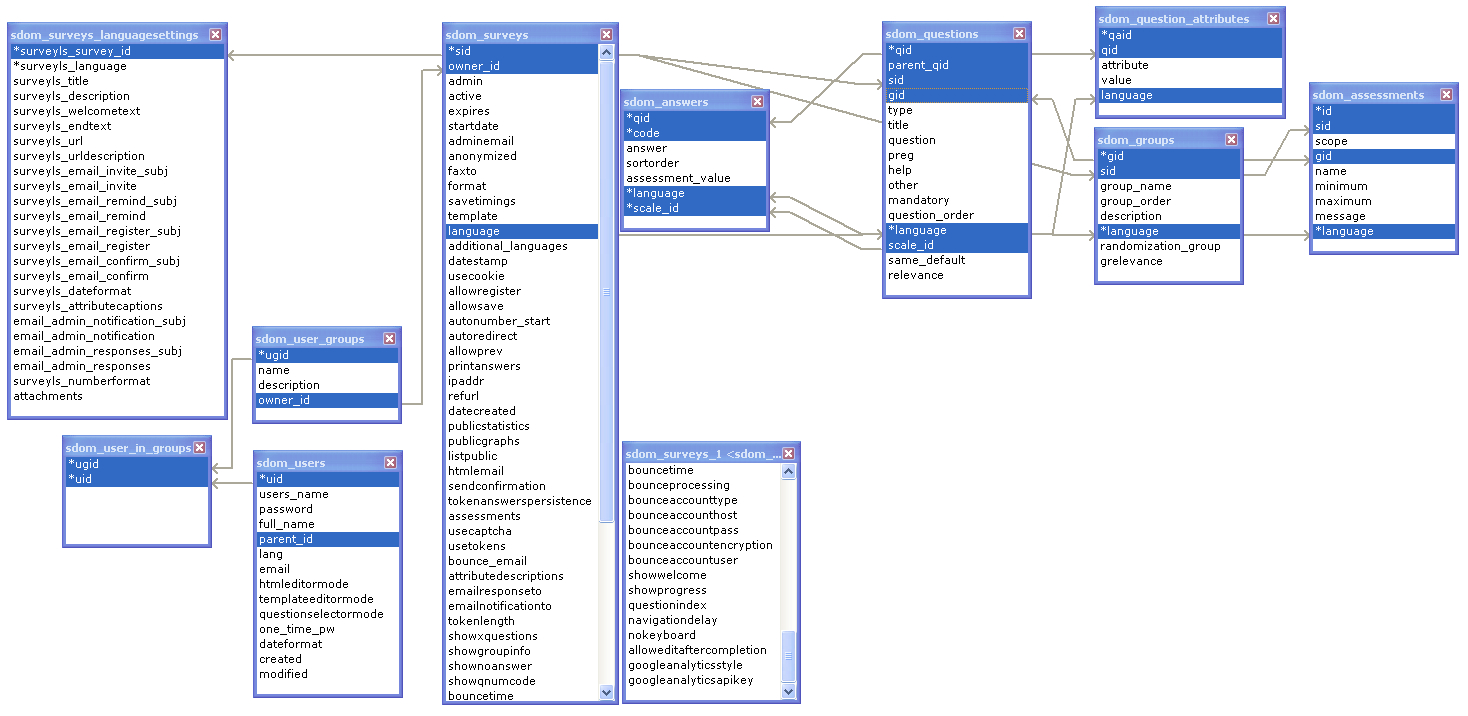 sdom_surveys_languagesettings
*surveyls_survey_id
*surveyls_language
surveyls_title
surveyls_description
surveyls_welcometext
surveyls_endtext
surveyls_url
surveyls_urldescription
surveyls_email_invite_subj
surveyls_email_invite
surveyls_email_remind_subj
surveyls_email_remind
surveyls_email_register_subj
surveyls_email_register
surveyls_email_confirm_subj
surveyls_email_confirm
surveyls_dateformat
surveyls_attributecaptions
email_admin_notification_subj
email_admin_notification
email_admin_responses_subj
email_admin_responses
surveyls_numberformat
attachments
sdom_user_in_groups
*ugid
*uid
sdom_user_groups
*ugid
name
description
owner_id
sdom_users
*uid
users_name
password
full_name
parent_id
lang
email
htmleditormode
templateeditormode
questionselectormode
one_time_pw
dateformat
created
modified
sdom_surveys
*sid
owner_id
admin
active
expires
startdate
adminemail
anonymized
faxto
format
savetimings
template
language
additional_languages
datestamp
usecookie
allowregister
allowsave
autonumber_start
autoredirect
allowprev
printanswers
ipaddr
refurl
datecreated
publicstatistics
publicgraphs
listpublic
htmlemail
sendconfirmation
tokenanswerspersistence
assessments
usecaptcha
usetokens
bounce_email
attributedescriptions
emailresponseto
emailnotificationto
tokenlength
showxquestions
showgroupinfo
shownoanswer
showqnumcode
bouncetime
sdom_answers
*qid
*code
answer
sortorder
assessment_value
*language
*scale_id
sdom_surveys_1 <sdom_...
bouncetime
bounceprocessing
bounceaccounttype
bounceaccounthost
bounceaccountpass
bounceaccountencryption
bounceaccountuser
showwelcome
showprogress
questionindex
navigationdelay
nokeyboard
alloweditaftercompletion
googleanalyticsstyle
googleanalyticsapikey
sdom_questions
*qid
parent_qid
sid
gid
type
title
question
preg
help
other
mandatory
question_order
*language
scale_id
same_default
relevance
sdom_question_attributes
*qaid
qid
attribute
value
language
sdom_groups
*gid
sid
group_name
group_order
description
*language
randomization_group
grelevance
sdom_assessments
*id
sid
scope
gid
name
minimum
maximum
message
*language